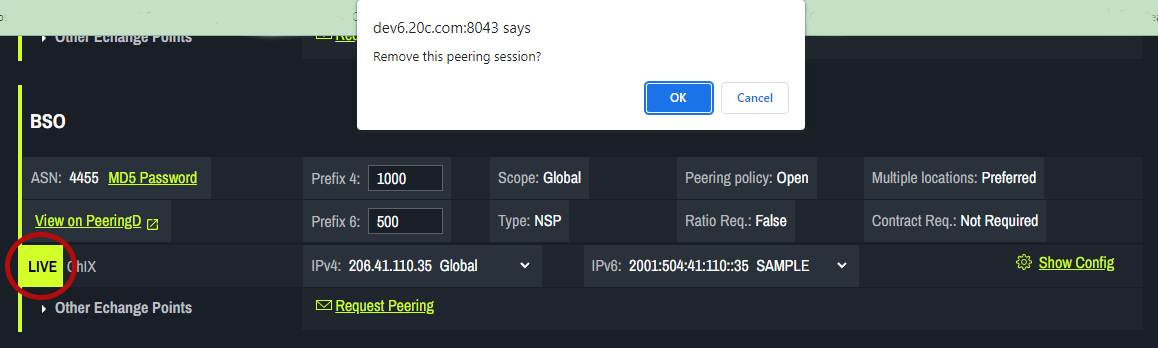 dev6.20c.com:8043 says
Remove this peering session?
OK Cancel
Other Echange Points
BSO
ASN: 4455 MD5 Password Prefix 4: 1000 Scope: Global Peering policy: Open Multiple locations: Preferred
View on PeeringD Prefix 6: 500 Type: NSP Ratio Req.: False Contract Req.: Not Required
LIVE ChIX IPv4: 206.41.110.35 Global IPv6: 2001:504:41:110::35 SAMPLE Show Config
Other Echange Points Request Peering